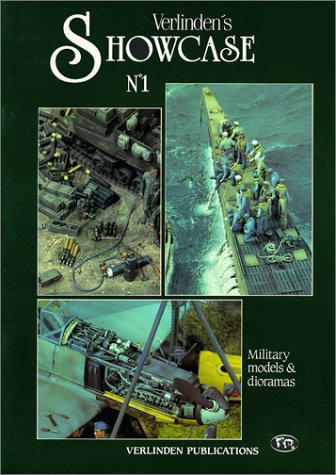 Verlinden's
SHOWCASE
N°1
Military
models &
dioramas
VERLINDEN PUBLICATIONS